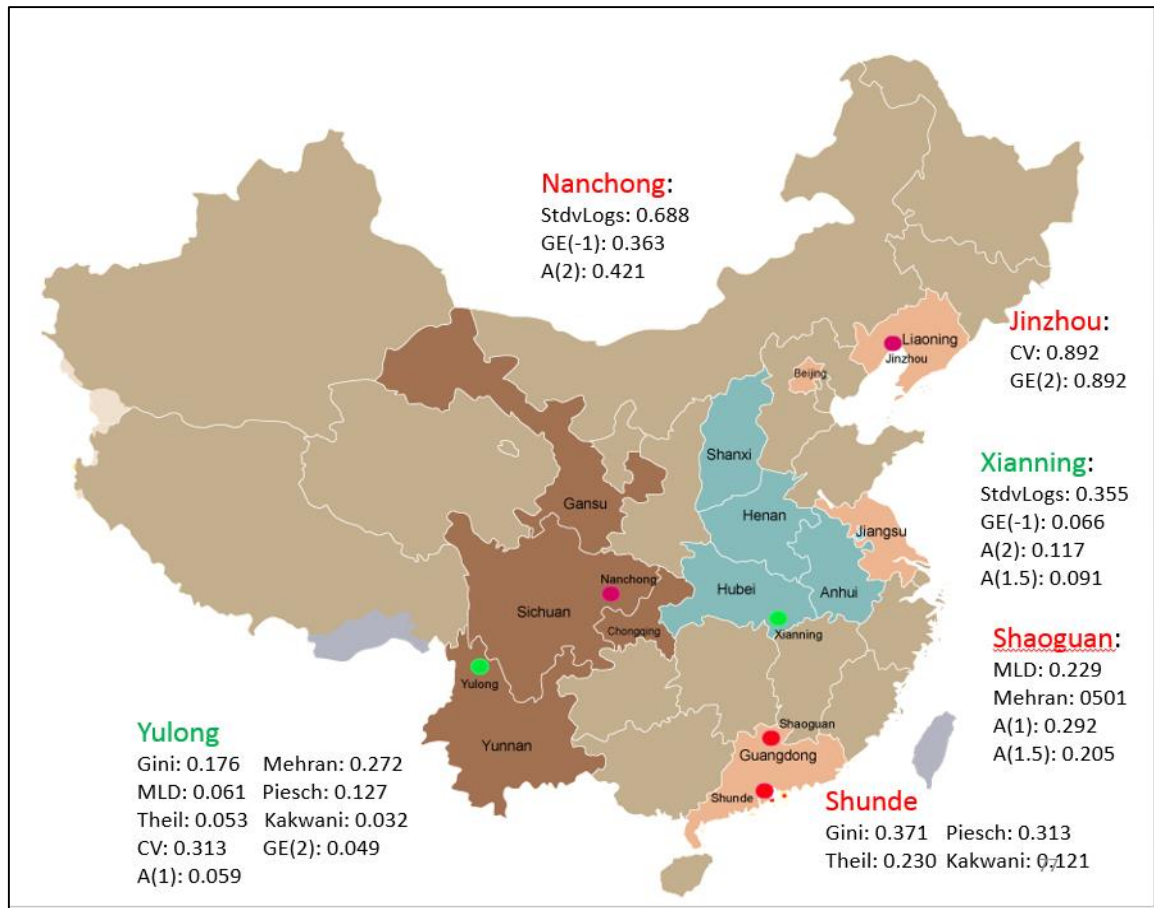 Nanchong:
StdvLogs: 0.688
GE(-1): 0.363
A(2): 0.421
Jinzhou:
CV: 0.892
GE(2): 0.892
Liaoning
Jinzhou
Beijing
Shanxi
Gansu
Henan
Jiangsu
Xianning:
StdvLogs: 0.355
GE(-1): 0.066
A(2): 0.117
A(1.5): 0.091
Nanchong
Sichuan
Hubei
Anhui
Chongqing
Xianning
Yulong
Yunnan
Shaoguan
Guangdong
Shunde
Shaoguan:
MLD: 0.229
Mehran: 0501
A(1): 0.292
A(1.5): 0.205
Yulong
Gini: 0.176 Mehran: 0.272
MLD: 0.061 Piesch: 0.127
Theil: 0.053 Kakwani: 0.032
CV: 0.313 GE(2): 0.049
A(1): 0.059
Shunde
Gini: 0.371 Piesch: 0.313
Theil: 0.230 Kakwani: 0.121
77